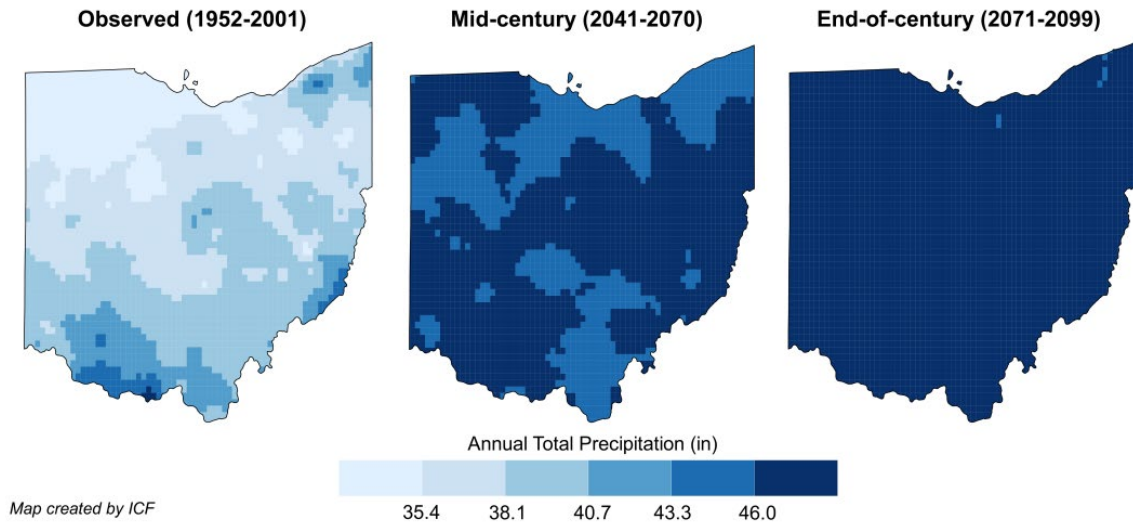 Observed (1952-2001)
Mid-century (2041-2070)
End-of-century (2071-2099)
Annual Total Precipitation (in)
35.4 38.1 40.7 43.3 46.0
Map created by ICF